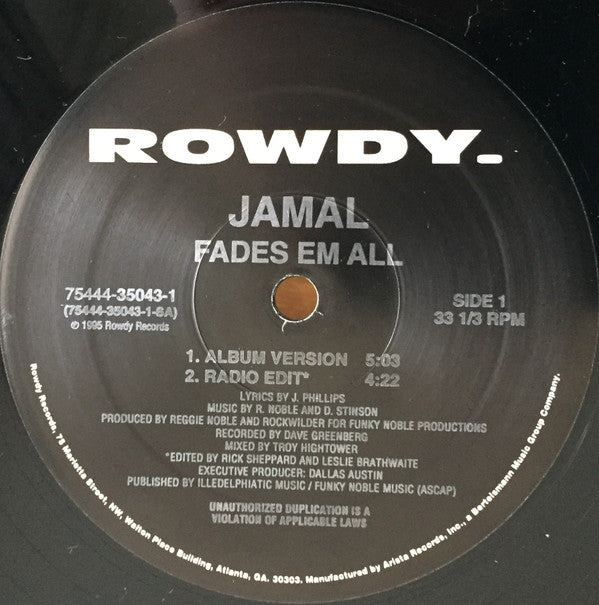 ROWDY.
JAMAL
FADES EM ALL
75444-35043-1
(75444-35043-1-SA)
℗ 1995 Rowdy Records
SIDE 1
33 1/3 RPM
1. ALBUM VERSION 5:03
2. RADIO EDIT* 4:22
LYRICS BY J. PHILLIPS
MUSIC BY R. NOBLE AND D. STINSON
PRODUCED BY REGGIE NOBLE AND ROCKWILDER FOR FUNKY NOBLE PRODUCTIONS
RECORDED BY DAVE GREENBERG
MIXED BY TROY HIGHTOWER
*EDITED BY RICK SHEPPARD AND LESLIE BRATHWAITE
EXECUTIVE PRODUCER: DALLAS AUSTIN
PUBLISHED BY ILLEDELPHIATIC MUSIC / FUNKY NOBLE MUSIC (ASCAP)
UNAUTHORIZED DUPLICATION IS A
VIOLATION OF APPLICABLE LAWS
Rowdy Records, 75 Marietta Street, NW, Walton Place Building, Atlanta, GA. 30303. Manufactured by Arista Records, Inc., a Bertelsmann Music Group Company.